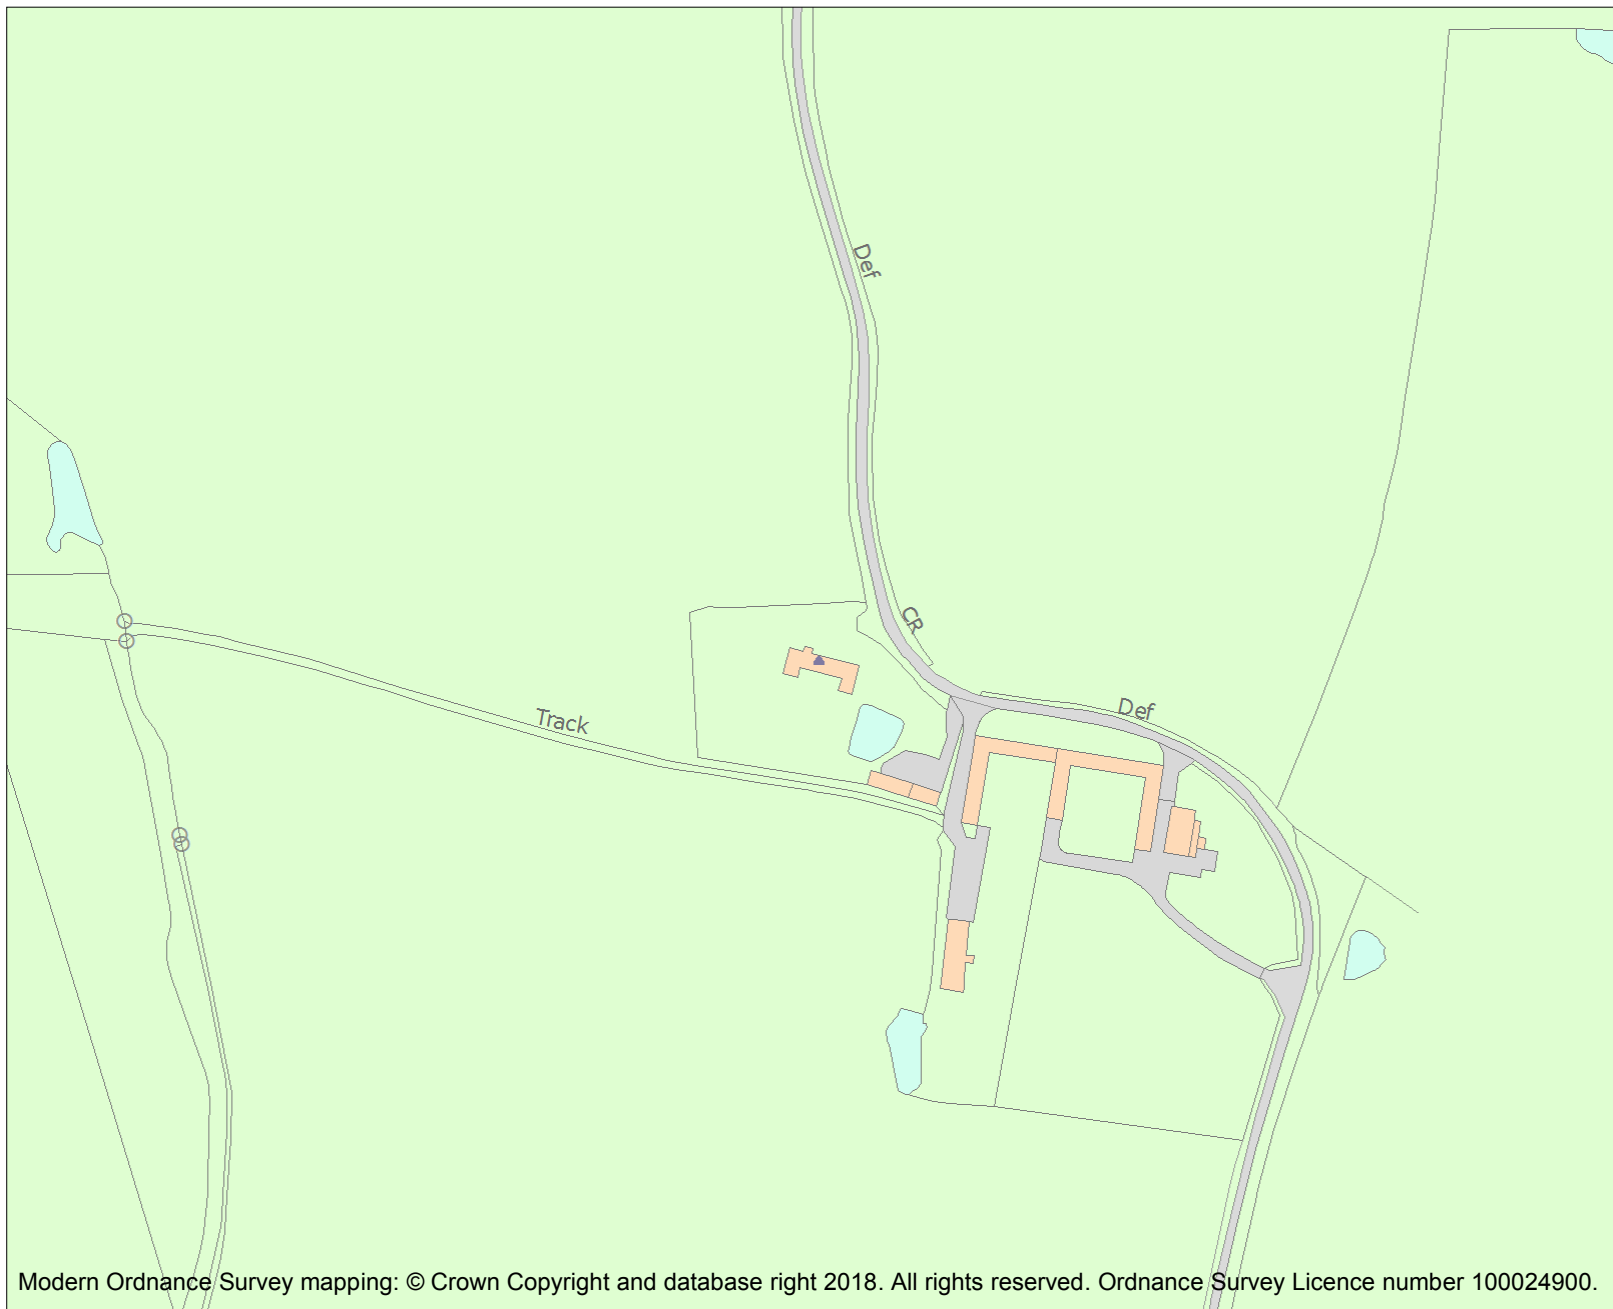 Def
CR
Def
Track
Modern Ordnance Survey mapping: © Crown Copyright and database right 2018. All rights reserved. Ordnance Survey Licence number 100024900.